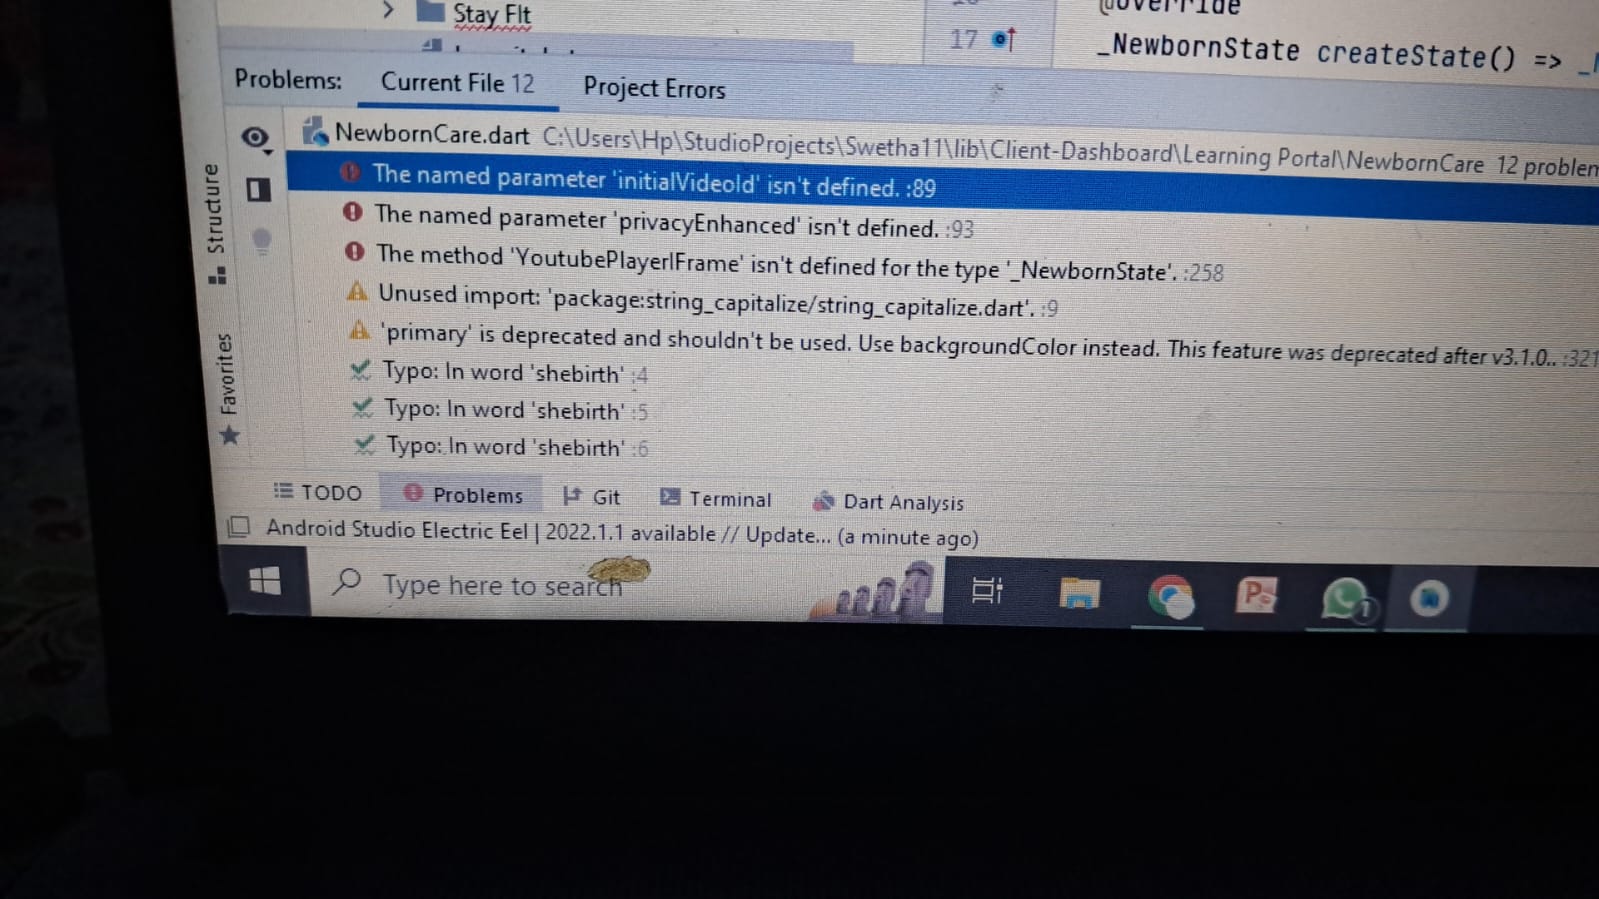 Stay FIt
@override
17
_NewbornState createState() =>
Problems: Current File 12 Project Errors
NewbornCare.dart C:\Users\Hp\StudioProjects\Swetha11\lib\Client-Dashboard\Learning Portal\NewbornCare 12 problem
The named parameter 'initialVideoId' isn't defined. :89
The named parameter 'privacyEnhanced' isn't defined. :93
The method 'YoutubePlayerIFrame' isn't defined for the type '_NewbornState'. :258
Unused import: 'package:string_capitalize/string_capitalize.dart'. :9
'primary' is deprecated and shouldn't be used. Use backgroundColor instead. This feature was deprecated after v3.1.0.. :321
Typo: In word 'shebirth' :4
Typo: In word 'shebirth' :5
Typo: In word 'shebirth' :6
Structure
Favorites
TODO Problems Git Terminal Dart Analysis
Android Studio Electric Eel | 2022.1.1 available // Update... (a minute ago)
Type here to search
1